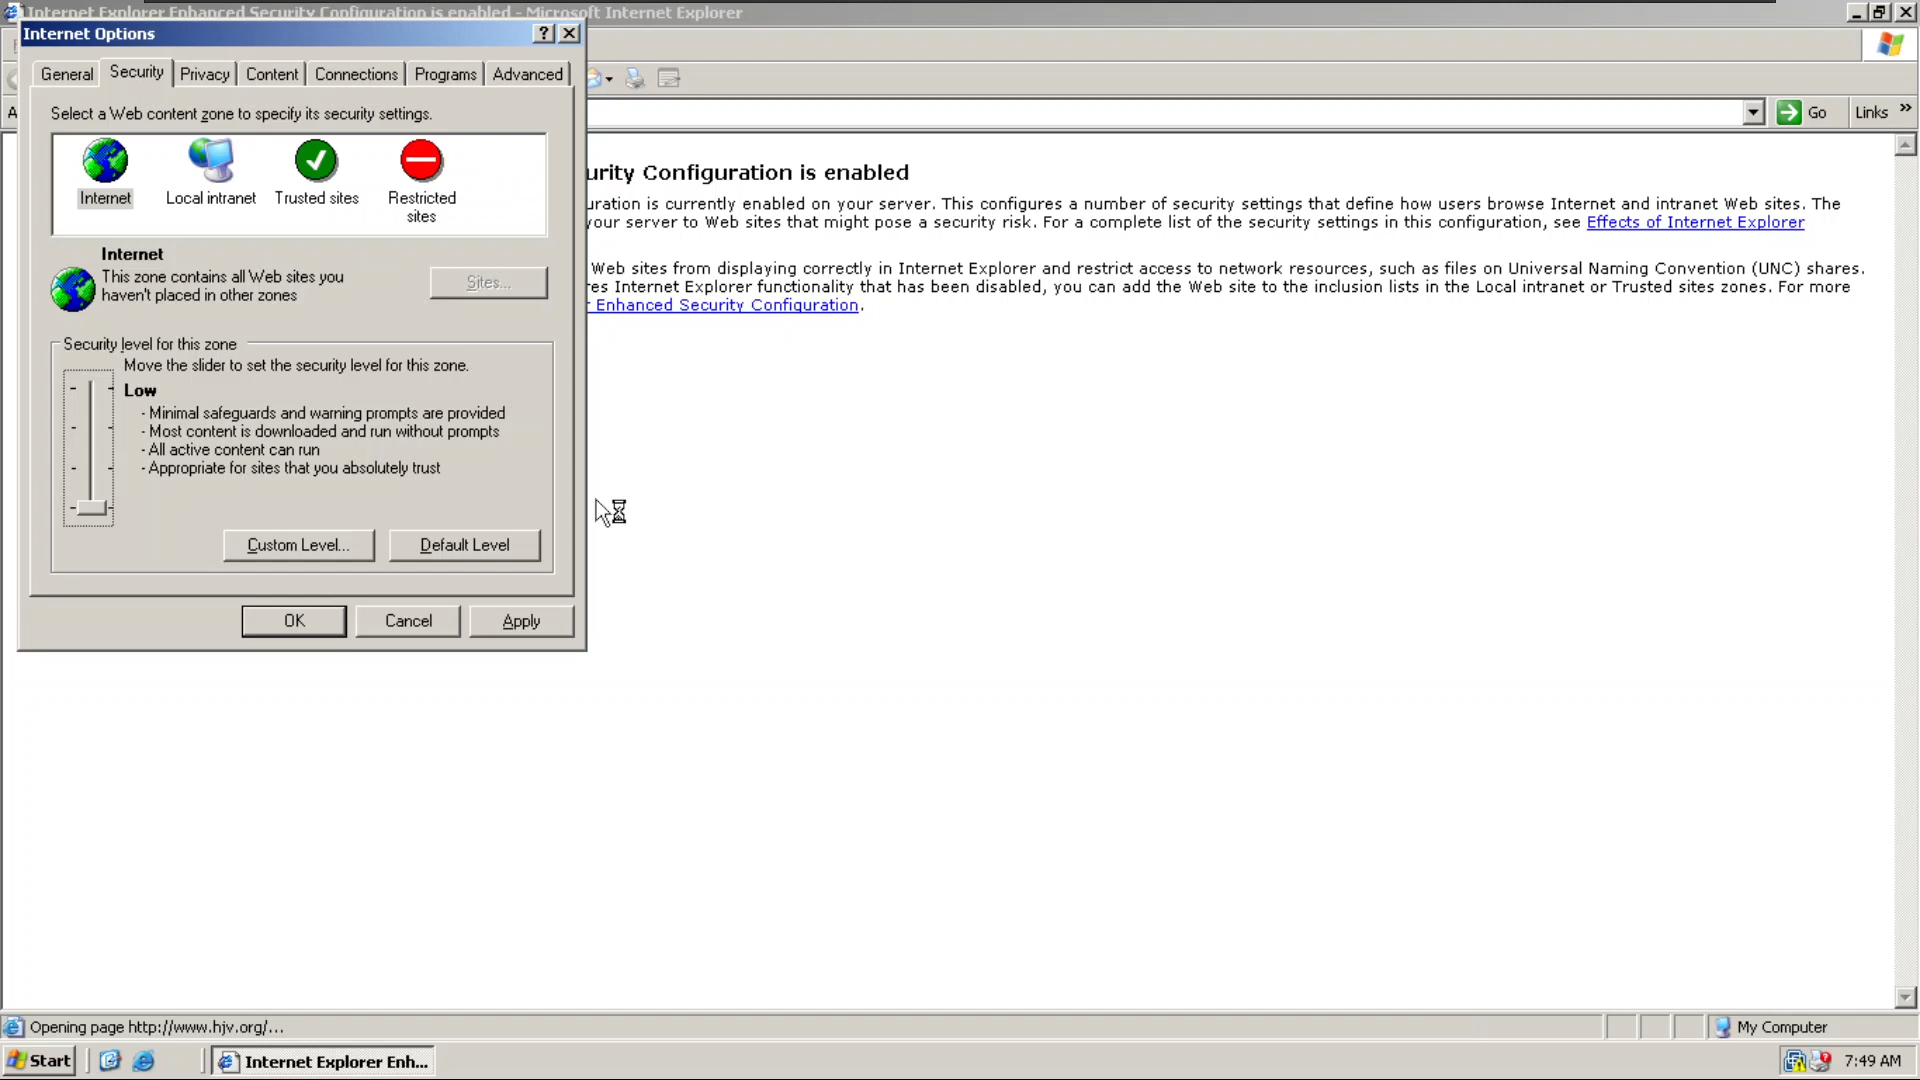 Internet Explorer Enhanced Security Configuration is enabled - Microsoft Internet Explorer
Internet Options
General Security Privacy Content Connections Programs Advanced
Select a Web content zone to specify its security settings.
Internet Local intranet Trusted sites Restricted
sites
Internet
This zone contains all Web sites you
haven't placed in other zones
Sites...
Security level for this zone
Move the slider to set the security level for this zone.
Low
- Minimal safeguards and warning prompts are provided
- Most content is downloaded and run without prompts
- All active content can run
- Appropriate for sites that you absolutely trust
Custom Level... Default Level
OK Cancel Apply
Go Links »
urity Configuration is enabled
uration is currently enabled on your server. This configures a number of security settings that define how users browse Internet and intranet Web sites. The
your server to Web sites that might pose a security risk. For a complete list of the security settings in this configuration, see Effects of Internet Explorer
Web sites from displaying correctly in Internet Explorer and restrict access to network resources, such as files on Universal Naming Convention (UNC) shares.
res Internet Explorer functionality that has been disabled, you can add the Web site to the inclusion lists in the Local intranet or Trusted sites zones. For more
Enhanced Security Configuration.
Opening page http://www.hjv.org/...
My Computer
Start
Internet Explorer Enh...
7:49 AM